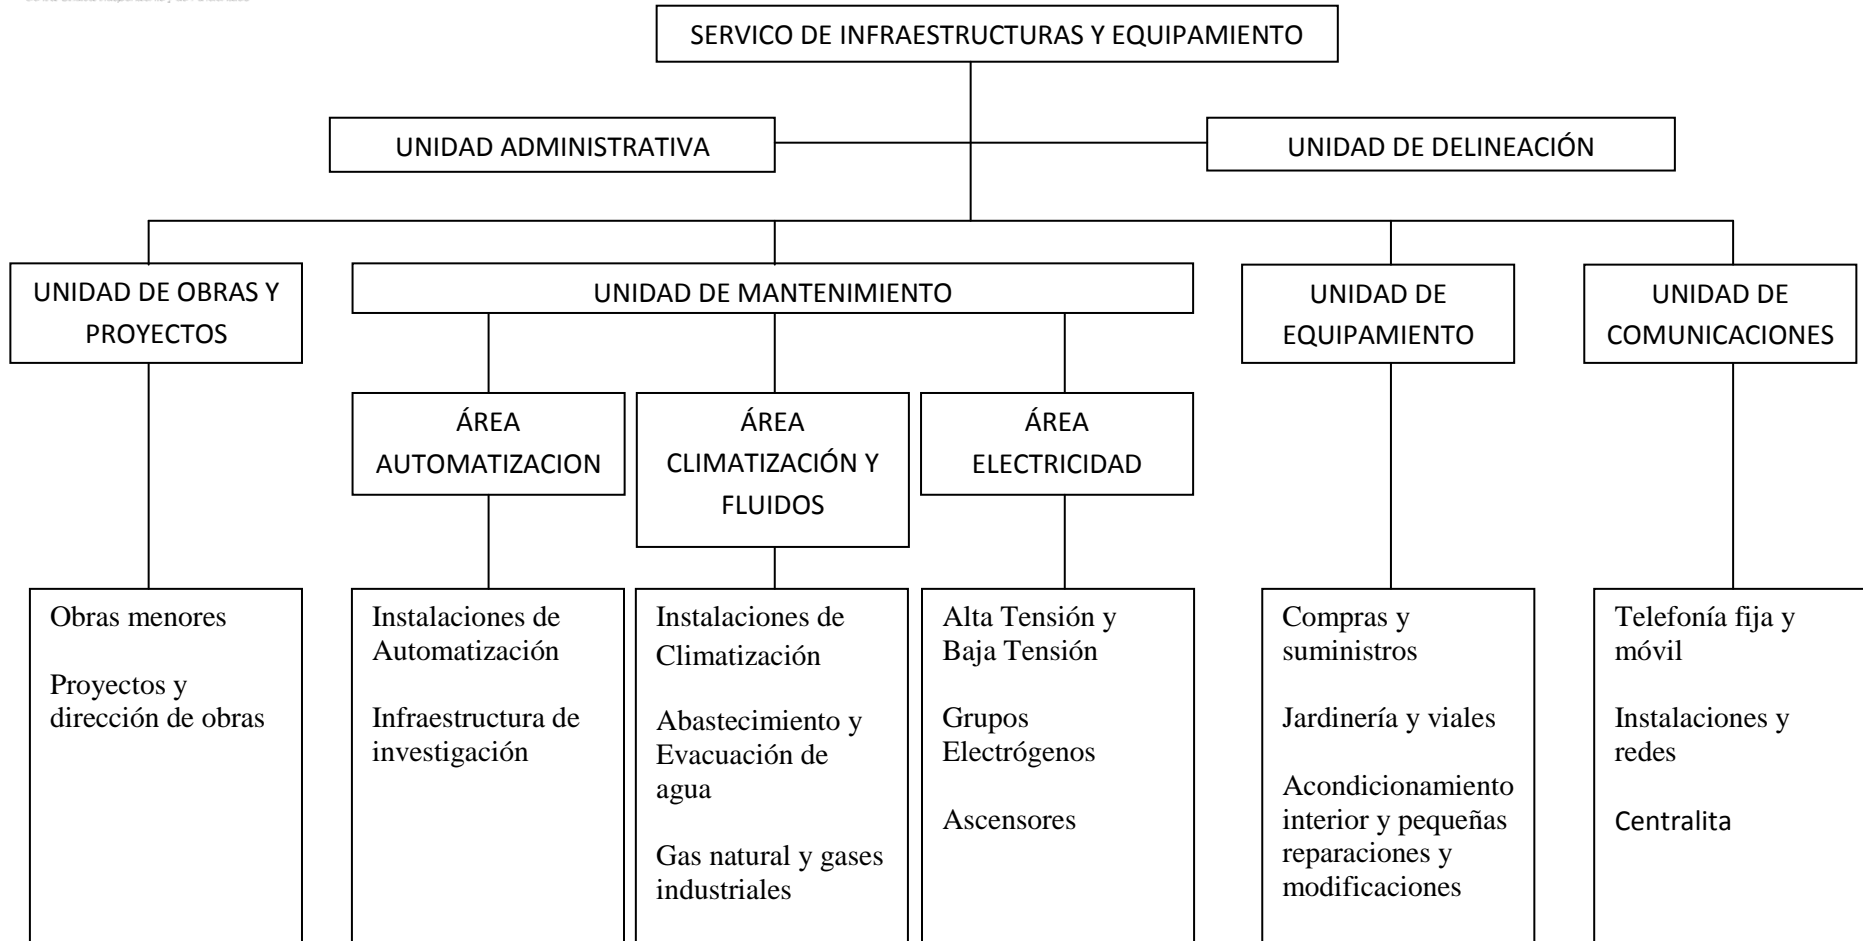 SERVICO DE INFRAESTRUCTURAS Y EQUIPAMIENTO
UNIDAD ADMINISTRATIVA
UNIDAD DE DELINEACIÓN
UNIDAD DE OBRAS Y
PROYECTOS
UNIDAD DE MANTENIMIENTO
UNIDAD DE
EQUIPAMIENTO
UNIDAD DE
COMUNICACIONES
ÁREA
AUTOMATIZACION
ÁREA
CLIMATIZACIÓN Y
FLUIDOS
ÁREA
ELECTRICIDAD
Obras menores
Proyectos y
dirección de obras
Instalaciones de
Automatización
Infraestructura de
investigación
Instalaciones de
Climatización
Abastecimiento y
Evacuación de
agua
Gas natural y gases
industriales
Alta Tensión y
Baja Tensión
Grupos
Electrógenos
Ascensores
Compras y
suministros
Jardinería y viales
Acondicionamiento
interior y pequeñas
reparaciones y
modificaciones
Telefonía fija y
móvil
Instalaciones y
redes
Centralita